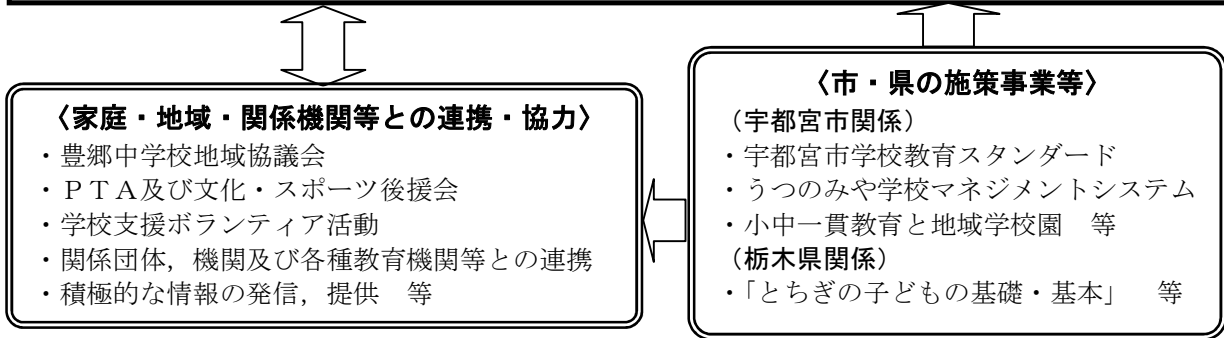 〈家庭・地域・関係機関等との連携・協力〉
・豊郷中学校地域協議会
・ＰＴＡ及び文化・スポーツ後援会
・学校支援ボランティア活動
・関係団体，機関及び各種教育機関等との連携
・積極的な情報の発信，提供　等
〈市・県の施策事業等〉
（宇都宮市関係）
・宇都宮市学校教育スタンダード
・うつのみや学校マネジメントシステム
・小中一貫教育と地域学校園　等
（栃木県関係）
・「とちぎの子どもの基礎・基本」　等